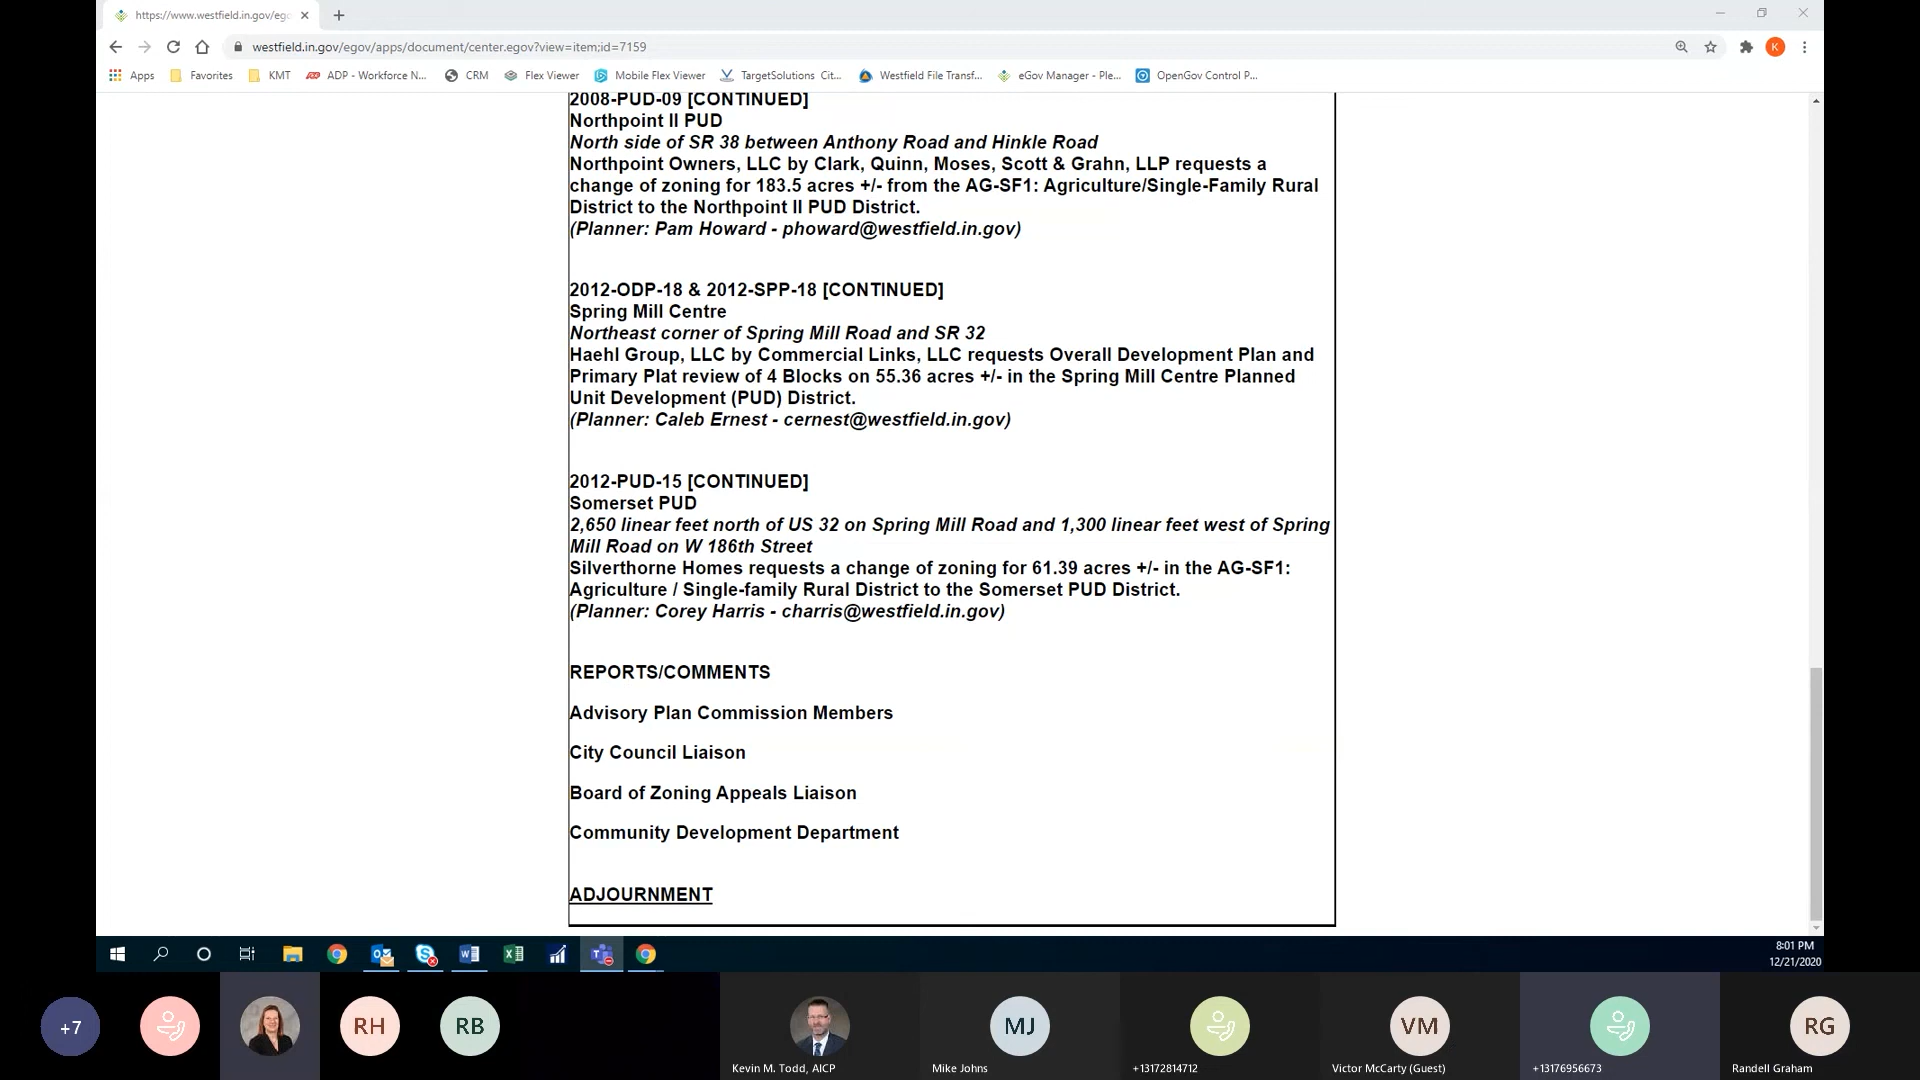 https://www.westfield.in.gov/ego
westfield.in.gov/egov/apps/document/center.egov?view=item;id=7159
K
Apps
Favorites
KMT
ADP - Workforce N...
CRM
Flex Viewer
Mobile Flex Viewer
TargetSolutions Cit...
Westfield File Transf...
eGov Manager - Ple...
OpenGov Control P...
2008-PUD-09 [CONTINUED]
Northpoint II PUD
North side of SR 38 between Anthony Road and Hinkle Road
Northpoint Owners, LLC by Clark, Quinn, Moses, Scott & Grahn, LLP requests a
change of zoning for 183.5 acres +/- from the AG-SF1: Agriculture/Single-Family Rural
District to the Northpoint II PUD District.
(Planner: Pam Howard - phoward@westfield.in.gov)
2012-ODP-18 & 2012-SPP-18 [CONTINUED]
Spring Mill Centre
Northeast corner of Spring Mill Road and SR 32
Haehl Group, LLC by Commercial Links, LLC requests Overall Development Plan and
Primary Plat review of 4 Blocks on 55.36 acres +/- in the Spring Mill Centre Planned
Unit Development (PUD) District.
(Planner: Caleb Ernest - cernest@westfield.in.gov)
2012-PUD-15 [CONTINUED]
Somerset PUD
2,650 linear feet north of US 32 on Spring Mill Road and 1,300 linear feet west of Spring
Mill Road on W 186th Street
Silverthorne Homes requests a change of zoning for 61.39 acres +/- in the AG-SF1:
Agriculture / Single-family Rural District to the Somerset PUD District.
(Planner: Corey Harris - charris@westfield.in.gov)
REPORTS/COMMENTS
Advisory Plan Commission Members
City Council Liaison
Board of Zoning Appeals Liaison
Community Development Department
ADJOURNMENT
8:01 PM
12/21/2020
+7
RH
RB
MJ
VM
RG
Kevin M. Todd, AICP
Mike Johns
+13172814712
Victor McCarty (Guest)
+13176956673
Randell Graham